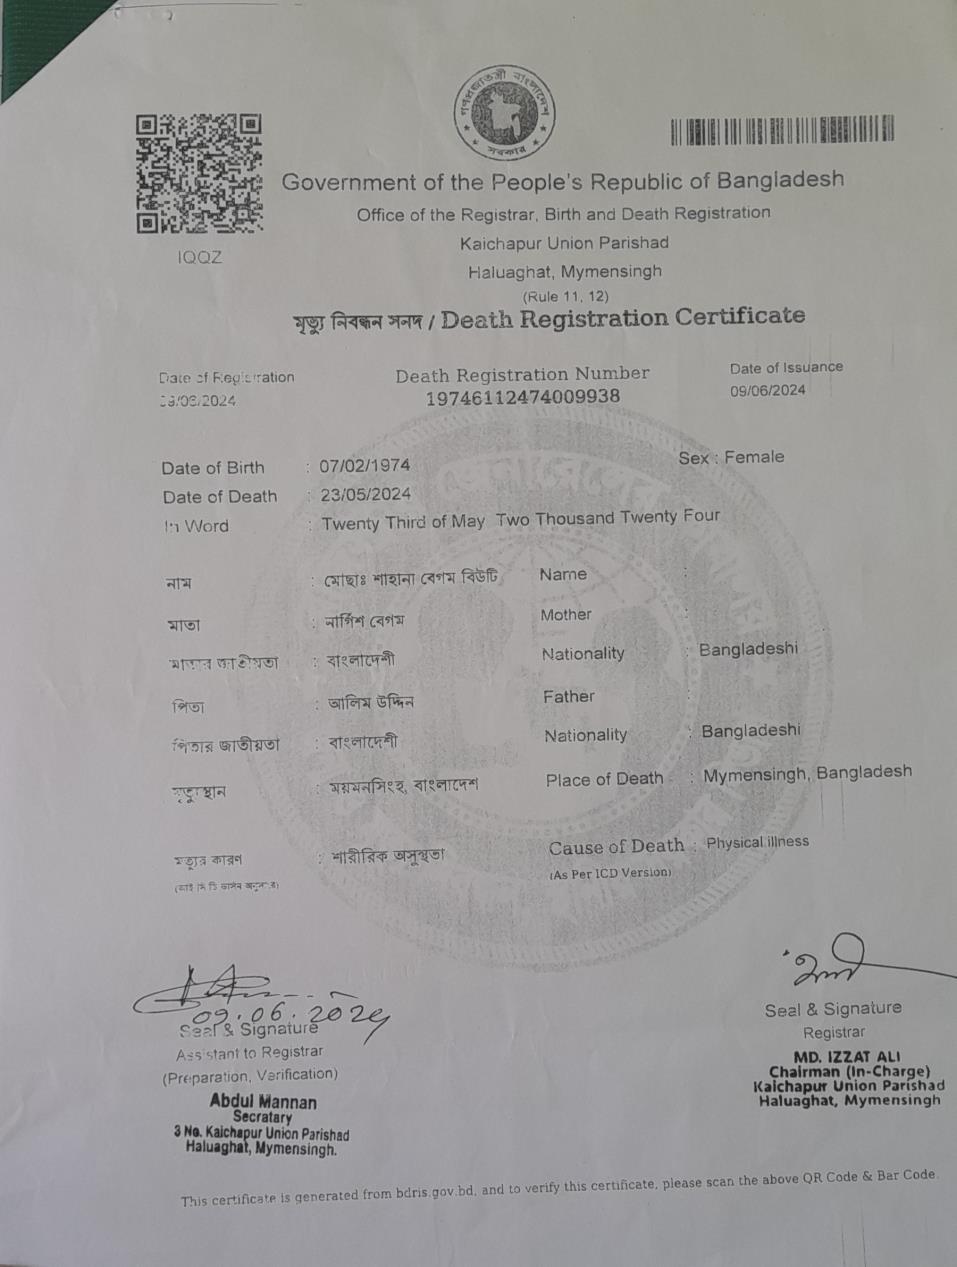 গণপ্রজাতন্ত্রী বাংলাদেশ
সরকার
IQQZ
Government of the People's Republic of Bangladesh
Office of the Registrar, Birth and Death Registration
Kaichapur Union Parishad
Haluaghat, Mymensingh
(Rule 11, 12)
মৃত্যু নিবন্ধন সনদ / Death Registration Certificate
Date of Registration Death Registration Number Date of Issuance
19746112474009938 09/06/2024
Date of Birth : 07/02/1974 Sex : Female
Date of Death : 23/05/2024
In Word : Twenty Third of May Two Thousand Twenty Four
নাম : মোছাঃ শাহানা বেগম বিউটি Name :
মাতা : নার্গিশ বেগম Mother :
মাতার জাতীয়তা : বাংলাদেশী Nationality : Bangladeshi
পিতা : আলিম উদ্দিন Father :
পিতার জাতীয়তা : বাংলাদেশী Nationality : Bangladeshi
মৃত্যুস্থান : ময়মনসিংহ, বাংলাদেশ Place of Death : Mymensingh, Bangladesh
মৃত্যুর কারণ : শারীরিক অসুস্থতা Cause of Death : Physical illness
(As Per ICD Version)
09.06.2024
Seal & Signature
Assistant to Registrar
(Preparation, Verification)
Abdul Mannan
Secratary
3 No. Kaichapur Union Parishad
Haluaghat, Mymensingh.
Seal & Signature
Registrar
MD. IZZAT ALI
Chairman (In-Charge)
Kaichapur Union Parishad
Haluaghat, Mymensingh
This certificate is generated from bdris.gov.bd, and to verify this certificate, please scan the above QR Code & Bar Code.